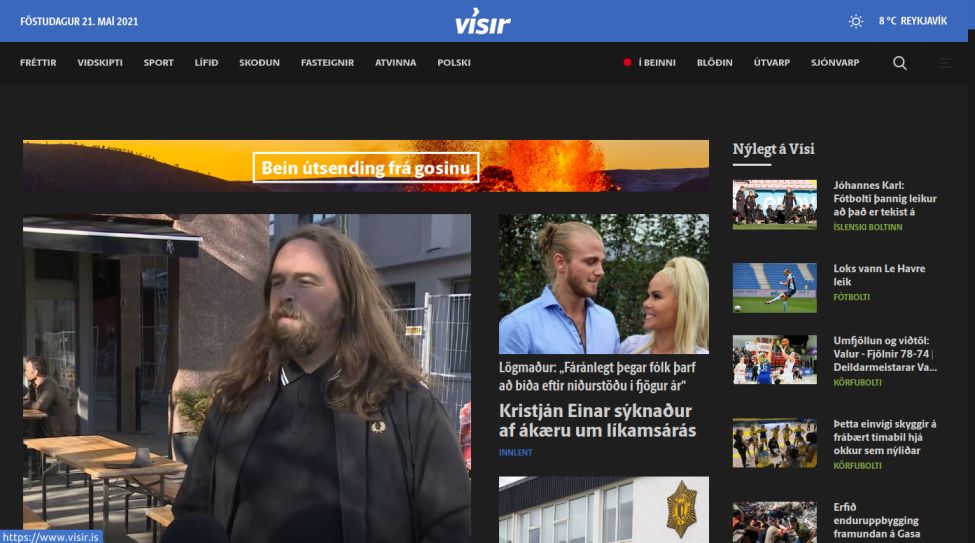 FÖSTUDAGUR 21. MAÍ 2021
vísir
8 °C REYKJAVÍK
FRÉTTIR VIÐSKIPTI SPORT LÍFIÐ SKOÐUN FASTEIGNIR ATVINNA POLSKI
Í BEINNI BLÖÐIN ÚTVARP SJÓNVARP
Bein útsending frá gosinu
Lögmaður: „Fáránlegt þegar fólk þarf
að bíða eftir niðurstöðu í fjögur ár“
Kristján Einar sýknaður
af ákæru um líkamsárás
INNLENT
Nýlegt á Vísi
Jóhannes Karl:
Fótbolti þannig leikur
að það er tekist á
ÍSLENSKI BOLTINN
Loks vann Le Havre
leik
FÓTBOLTI
Umfjöllun og viðtöl:
Valur - Fjölnir 78-74 |
Deildarmeistarar Va...
KÖRFUBOLTI
Þetta einvígi skyggir á
frábært tímabil hjá
okkur sem nýliðar
KÖRFUBOLTI
Erfið
enduruppbygging
framundan á Gasa
https://www.visir.is